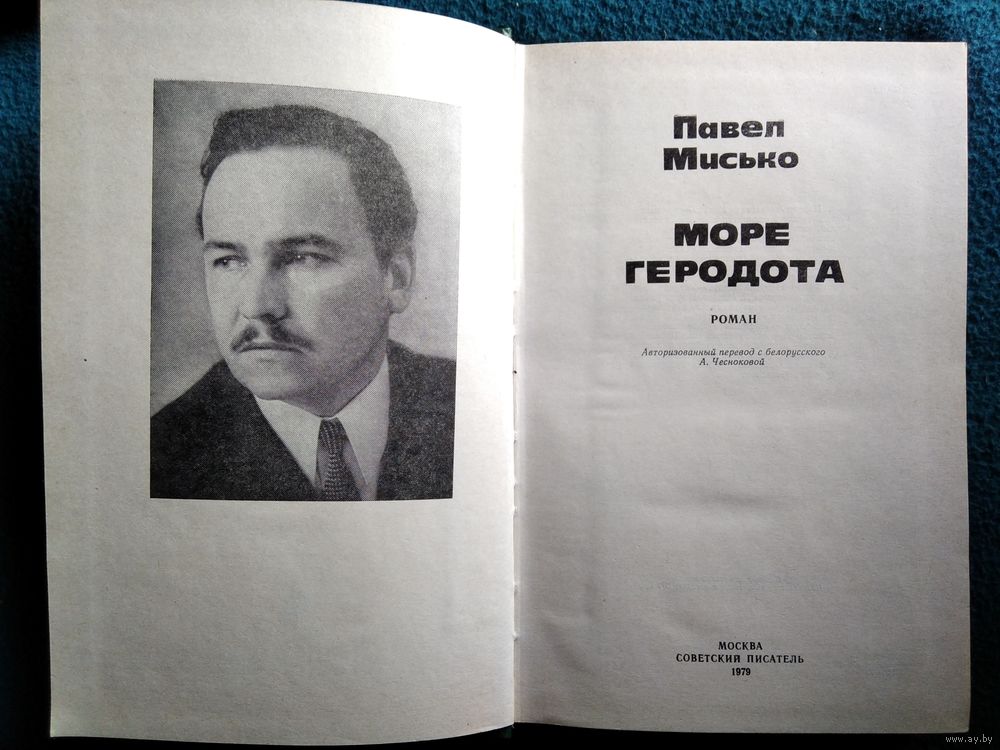 Павел
Мисько
МОРЕ
ГЕРОДОТА
РОМАН
Авторизованный перевод с белорусского
А. Чесноковой
МОСКВА
СОВЕТСКИЙ ПИСАТЕЛЬ
1979
www.ay.by